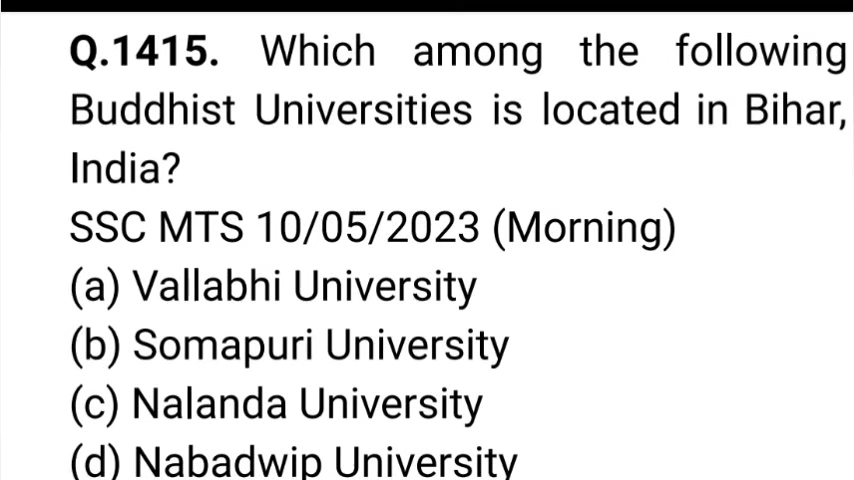 Q.1415. Which among the following
Buddhist Universities is located in Bihar,
India?
SSC MTS 10/05/2023 (Morning)
(a) Vallabhi University
(b) Somapuri University
(c) Nalanda University
(d) Nabadwip University